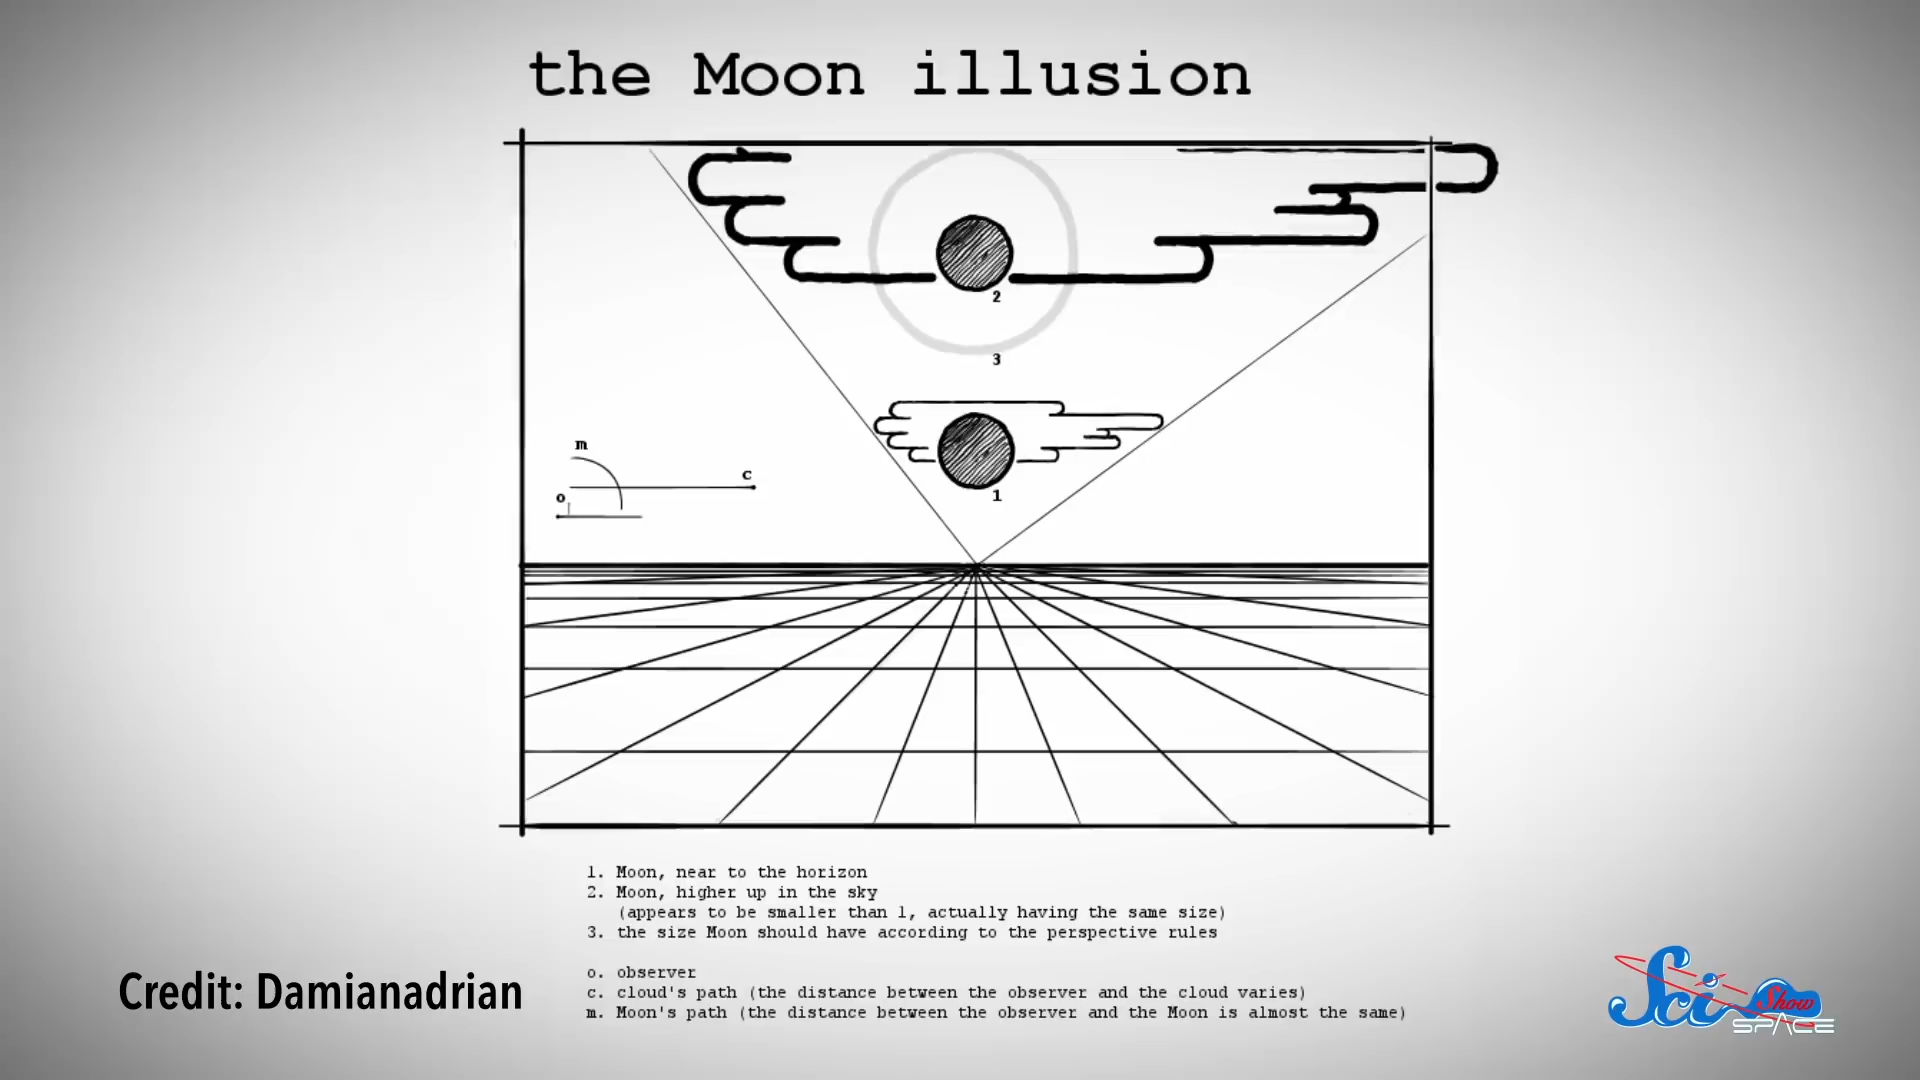 the Moon illusion
2
3
1
m
c
o
1. Moon, near to the horizon
2. Moon, higher up in the sky
(appears to be smaller than 1, actually having the same size)
3. the size Moon should have according to the perspective rules
o. observer
c. cloud's path (the distance between the observer and the cloud varies)
m. Moon's path (the distance between the observer and the Moon is almost the same)
Credit: Damianadrian
Sci Show
SPACE